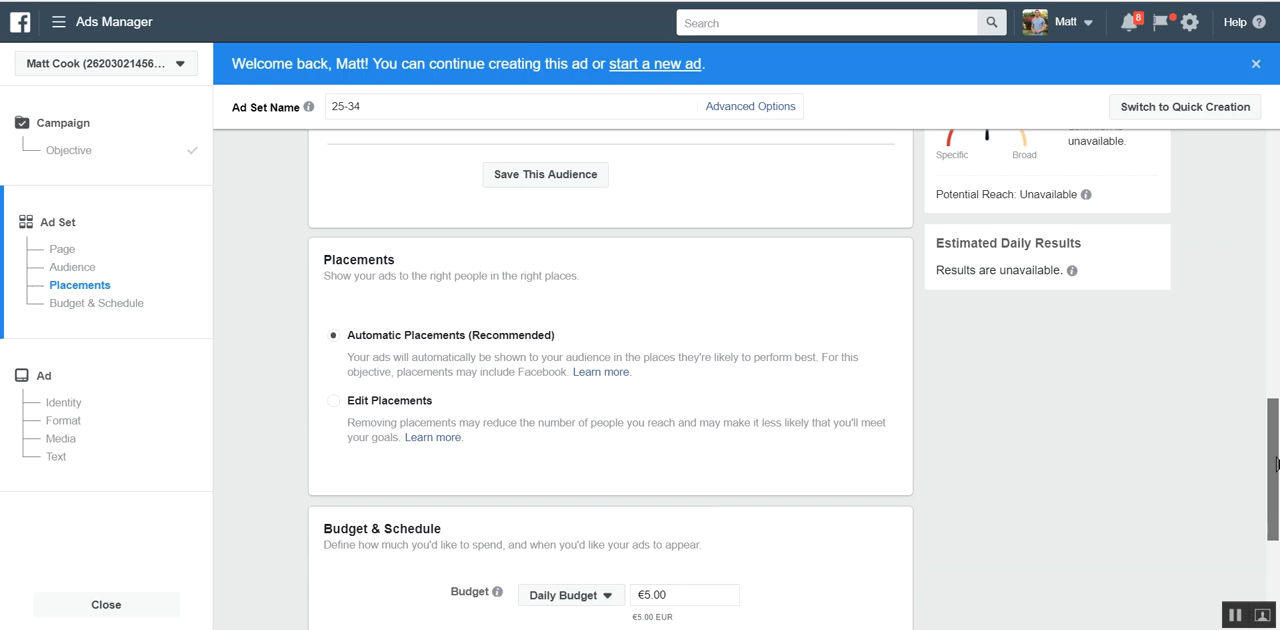 Ads Manager
Search
Matt
8
Help
Matt Cook (26203021456...
Welcome back, Matt! You can continue creating this ad or start a new ad.
Ad Set Name
25-34
Advanced Options
Switch to Quick Creation
Campaign
Objective
Ad Set
Page
Audience
Placements
Budget & Schedule
Ad
Identity
Format
Media
Text
Close
Save This Audience
Placements
Show your ads to the right people in the right places.
Automatic Placements (Recommended)
Your ads will automatically be shown to your audience in the places they're likely to perform best. For this
objective, placements may include Facebook. Learn more.
Edit Placements
Removing placements may reduce the number of people you reach and may make it less likely that you'll meet
your goals. Learn more.
Budget & Schedule
Define how much you'd like to spend, and when you'd like your ads to appear.
Budget
Daily Budget
€5.00
€5.00 EUR
unavailable.
Specific
Broad
Potential Reach: Unavailable
Estimated Daily Results
Results are unavailable.